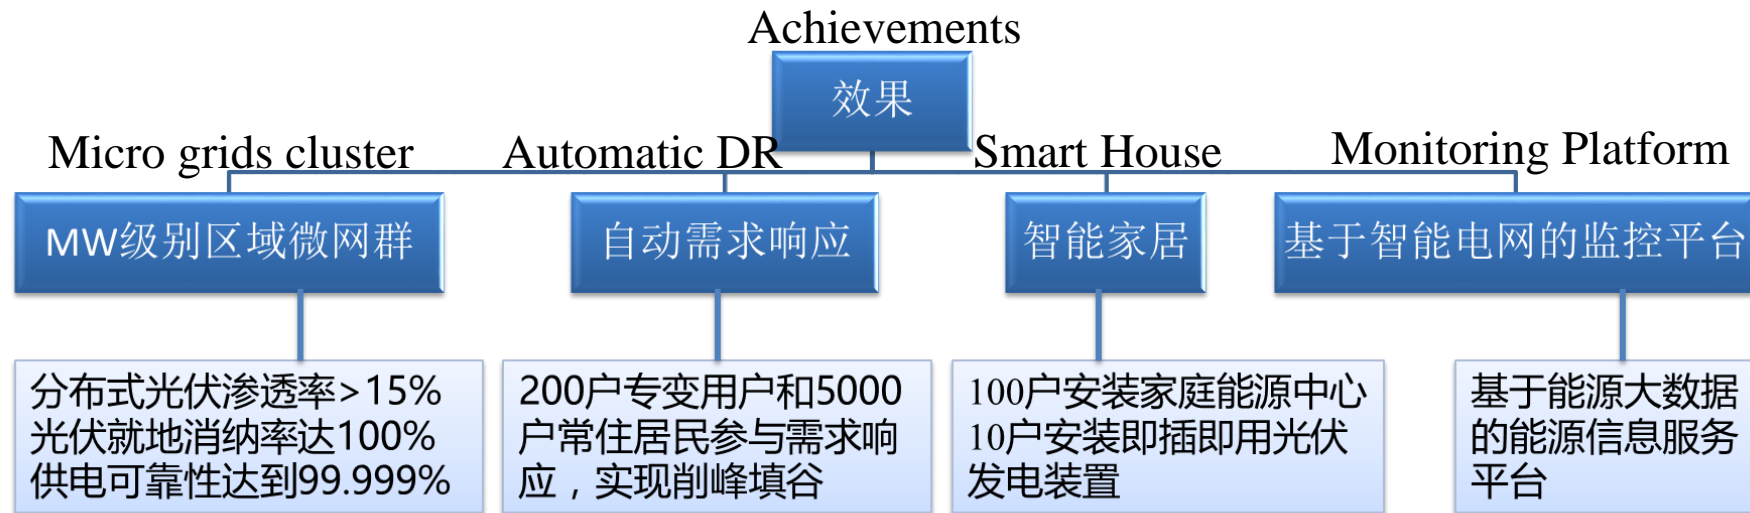 Achievements
效果
Micro grids cluster
Automatic DR
Smart House
Monitoring Platform
MW级别区域微网群
自动需求响应
智能家居
基于智能电网的监控平台
分布式光伏渗透率>15%
光伏就地消纳率达100%
供电可靠性达到99.999%
200户专变用户和5000
户常住居民参与需求响
应，实现削峰填谷
100户安装家庭能源中心
10户安装即插即用光伏
发电装置
基于能源大数据
的能源信息服务
平台